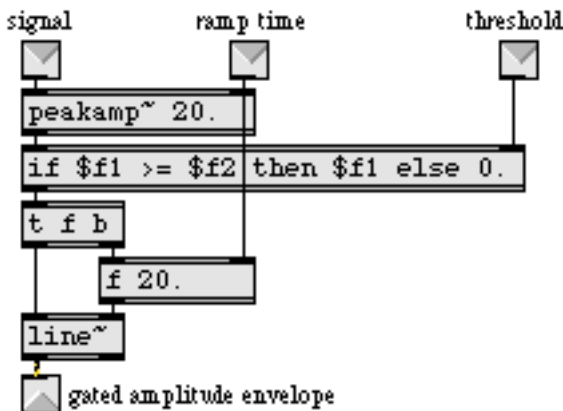 signal
ramp time
threshold
peakamp~ 20.
if $f1 >= $f2 then $f1 else 0.
t f b
f 20.
line~
gated amplitude envelope